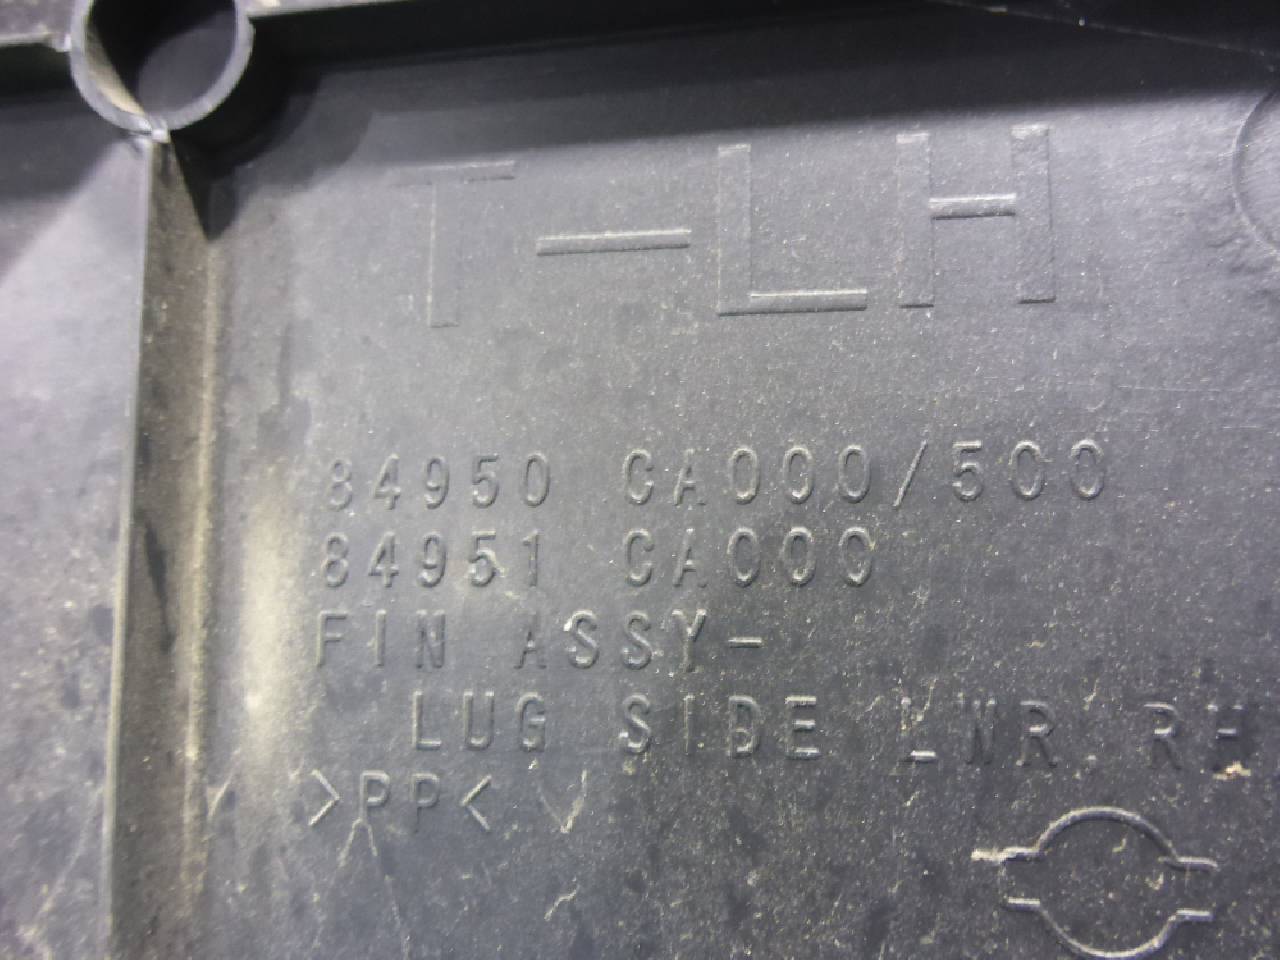 T-LH
84950 CA000/500
84951 CA000
FIN ASSY-
LUG SIDE LWR.RH
>PP<